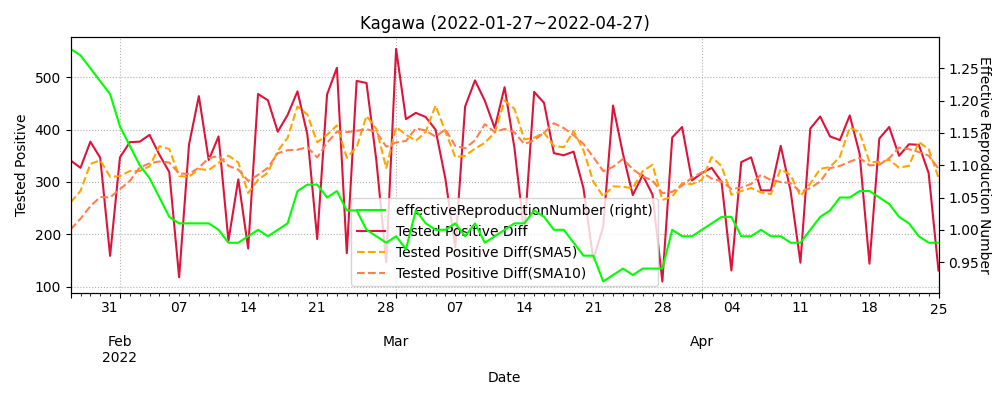 Kagawa (2022-01-27~2022-04-27)
Tested Positive
500
400
300
200
100
1.25
1.20
1.15
1.10
1.05
1.00
0.95
Effective Reproduction Number
effectiveReproductionNumber (right)
Tested Positive Diff
Tested Positive Diff(SMA5)
Tested Positive Diff(SMA10)
31 07 14 21 28 07 14 21 28 04 11 18 25
Feb Mar Apr
2022
Date